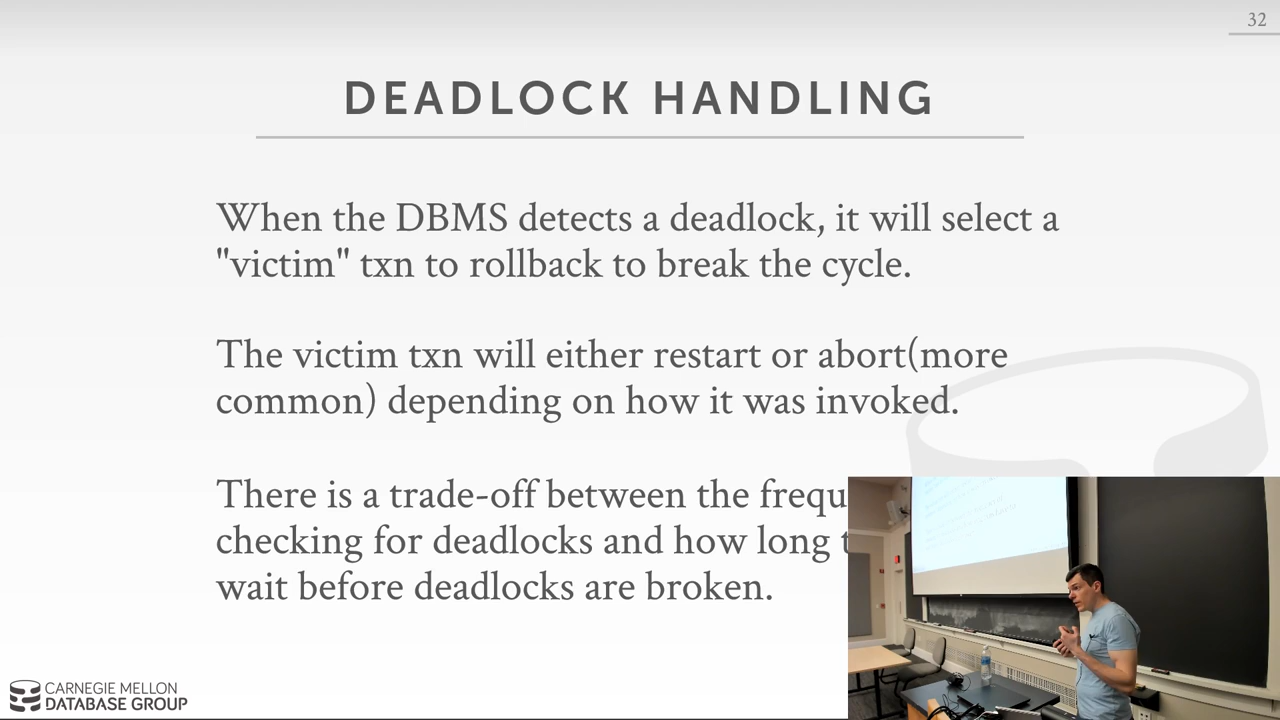 32
DEADLOCK HANDLING
When the DBMS detects a deadlock, it will select a
"victim" txn to rollback to break the cycle.
The victim txn will either restart or abort(more
common) depending on how it was invoked.
There is a trade-off between the
checking for deadlocks and how long
wait before deadlocks are broken.
CARNEGIE MELLON
DATABASE GROUP